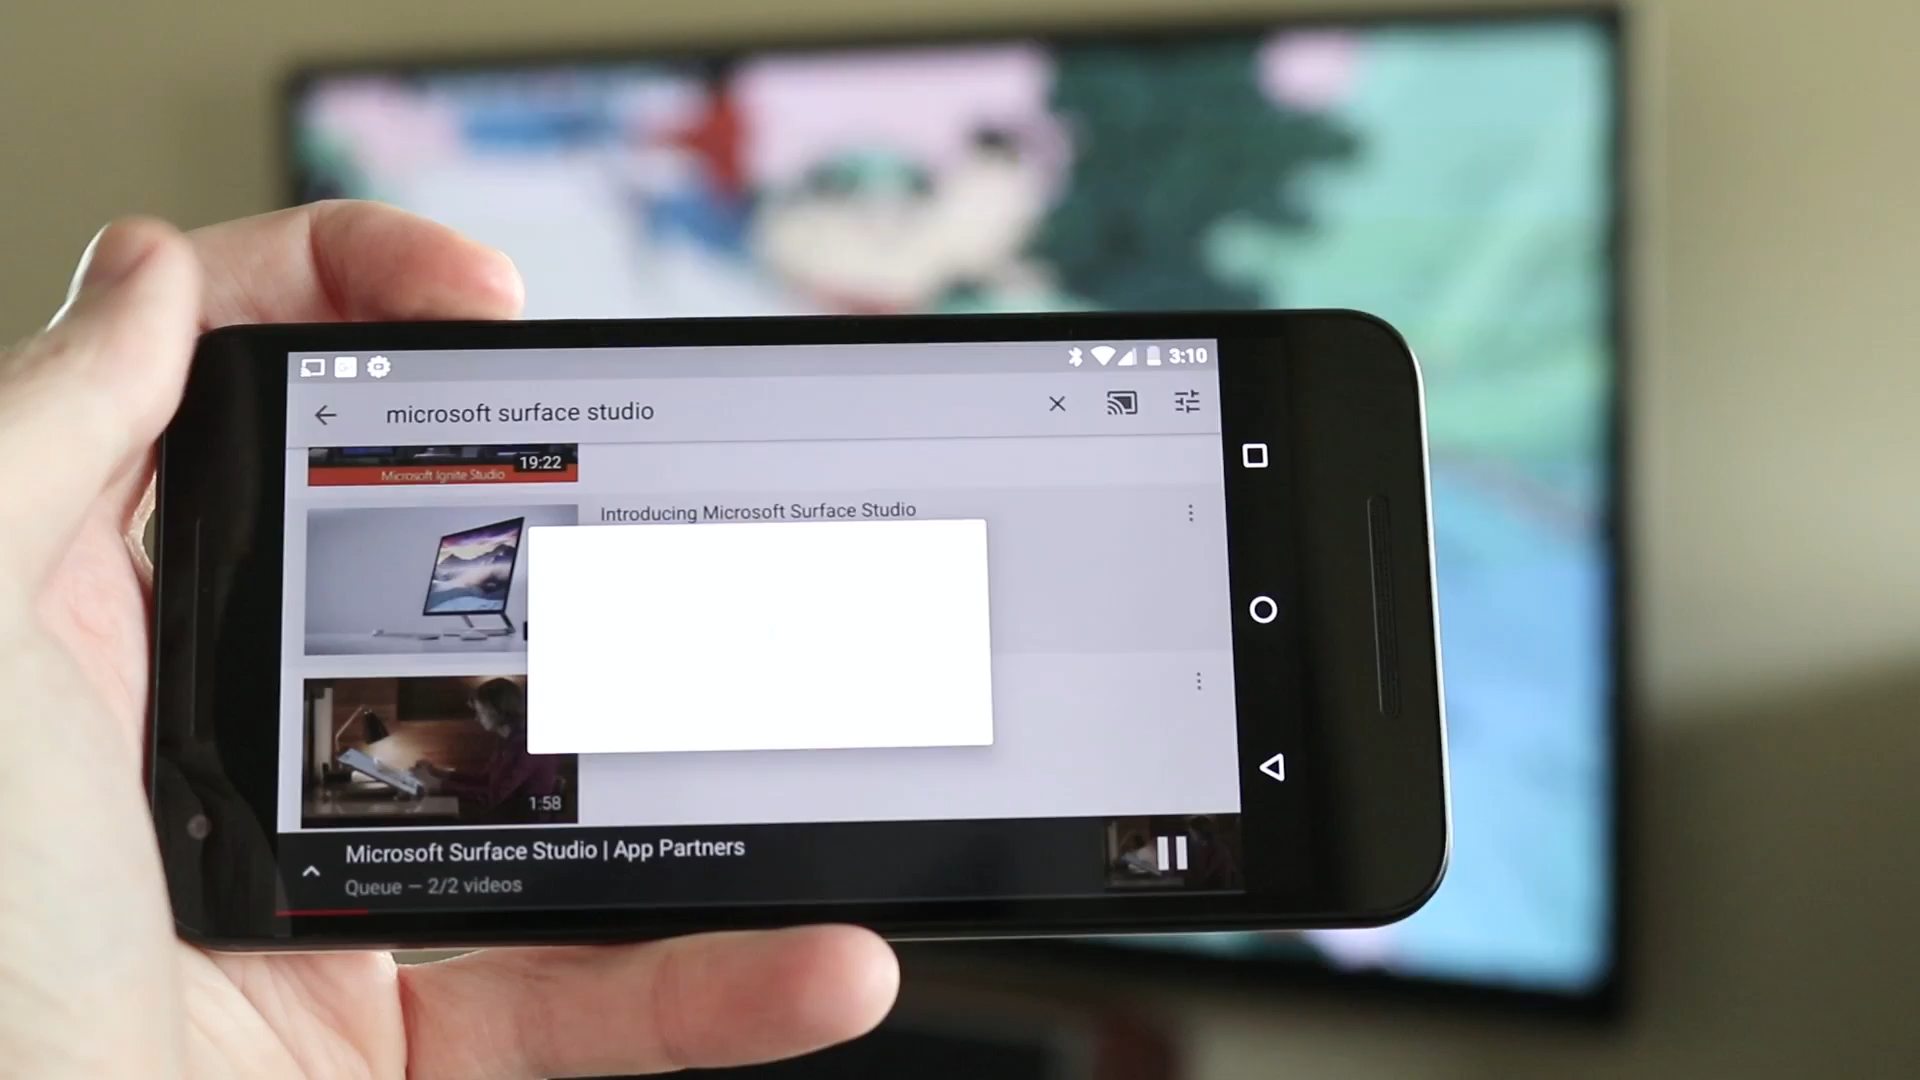 3:10
microsoft surface studio
19:22
Microsoft Ignite Studio
Introducing Microsoft Surface Studio
1:58
Microsoft Surface Studio | App Partners
Queue — 2/2 videos